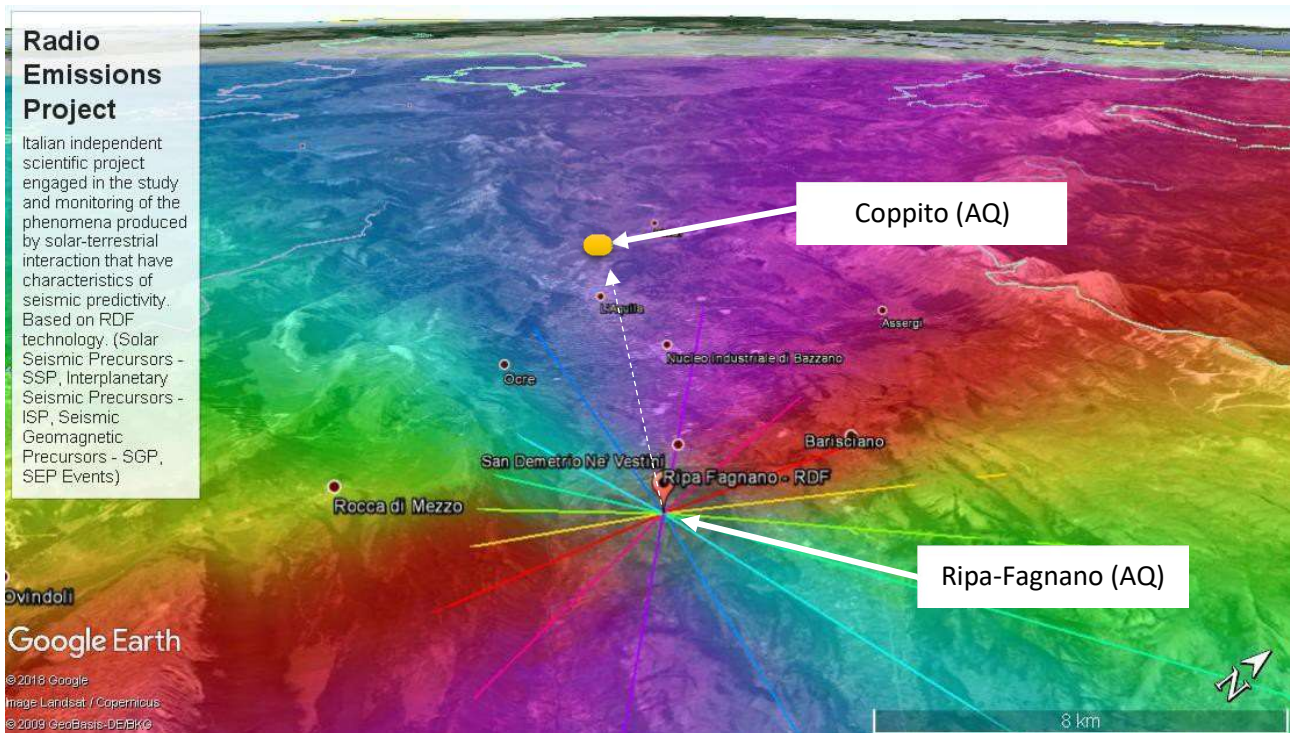 Radio
Emissions
Project
Italian independent
scientific project
engaged in the study
and monitoring of the
phenomena produced
by solar-terrestrial
interaction that have
characteristics of
seismic predictivity.
Based on RDF
technology. (Solar
Seismic Precursors -
SSP, Interplanetary
Seismic Precursors -
ISP, Seismic
Geomagnetic
Precursors - SGP,
SEP Events)
Coppito (AQ)
L'Aquila
Assergi
Nucleo industriale di Bazzano
Ocre
Barisciano
San Demetrio Ne' Vestini
Ripa Fagnano - RDF
Rocca di Mezzo
Ripa-Fagnano (AQ)
Ovindoli
Google Earth
©2018 Google
Image Landsat / Copernicus
©2009 GeoBasis-DE/BKG
N
8 km